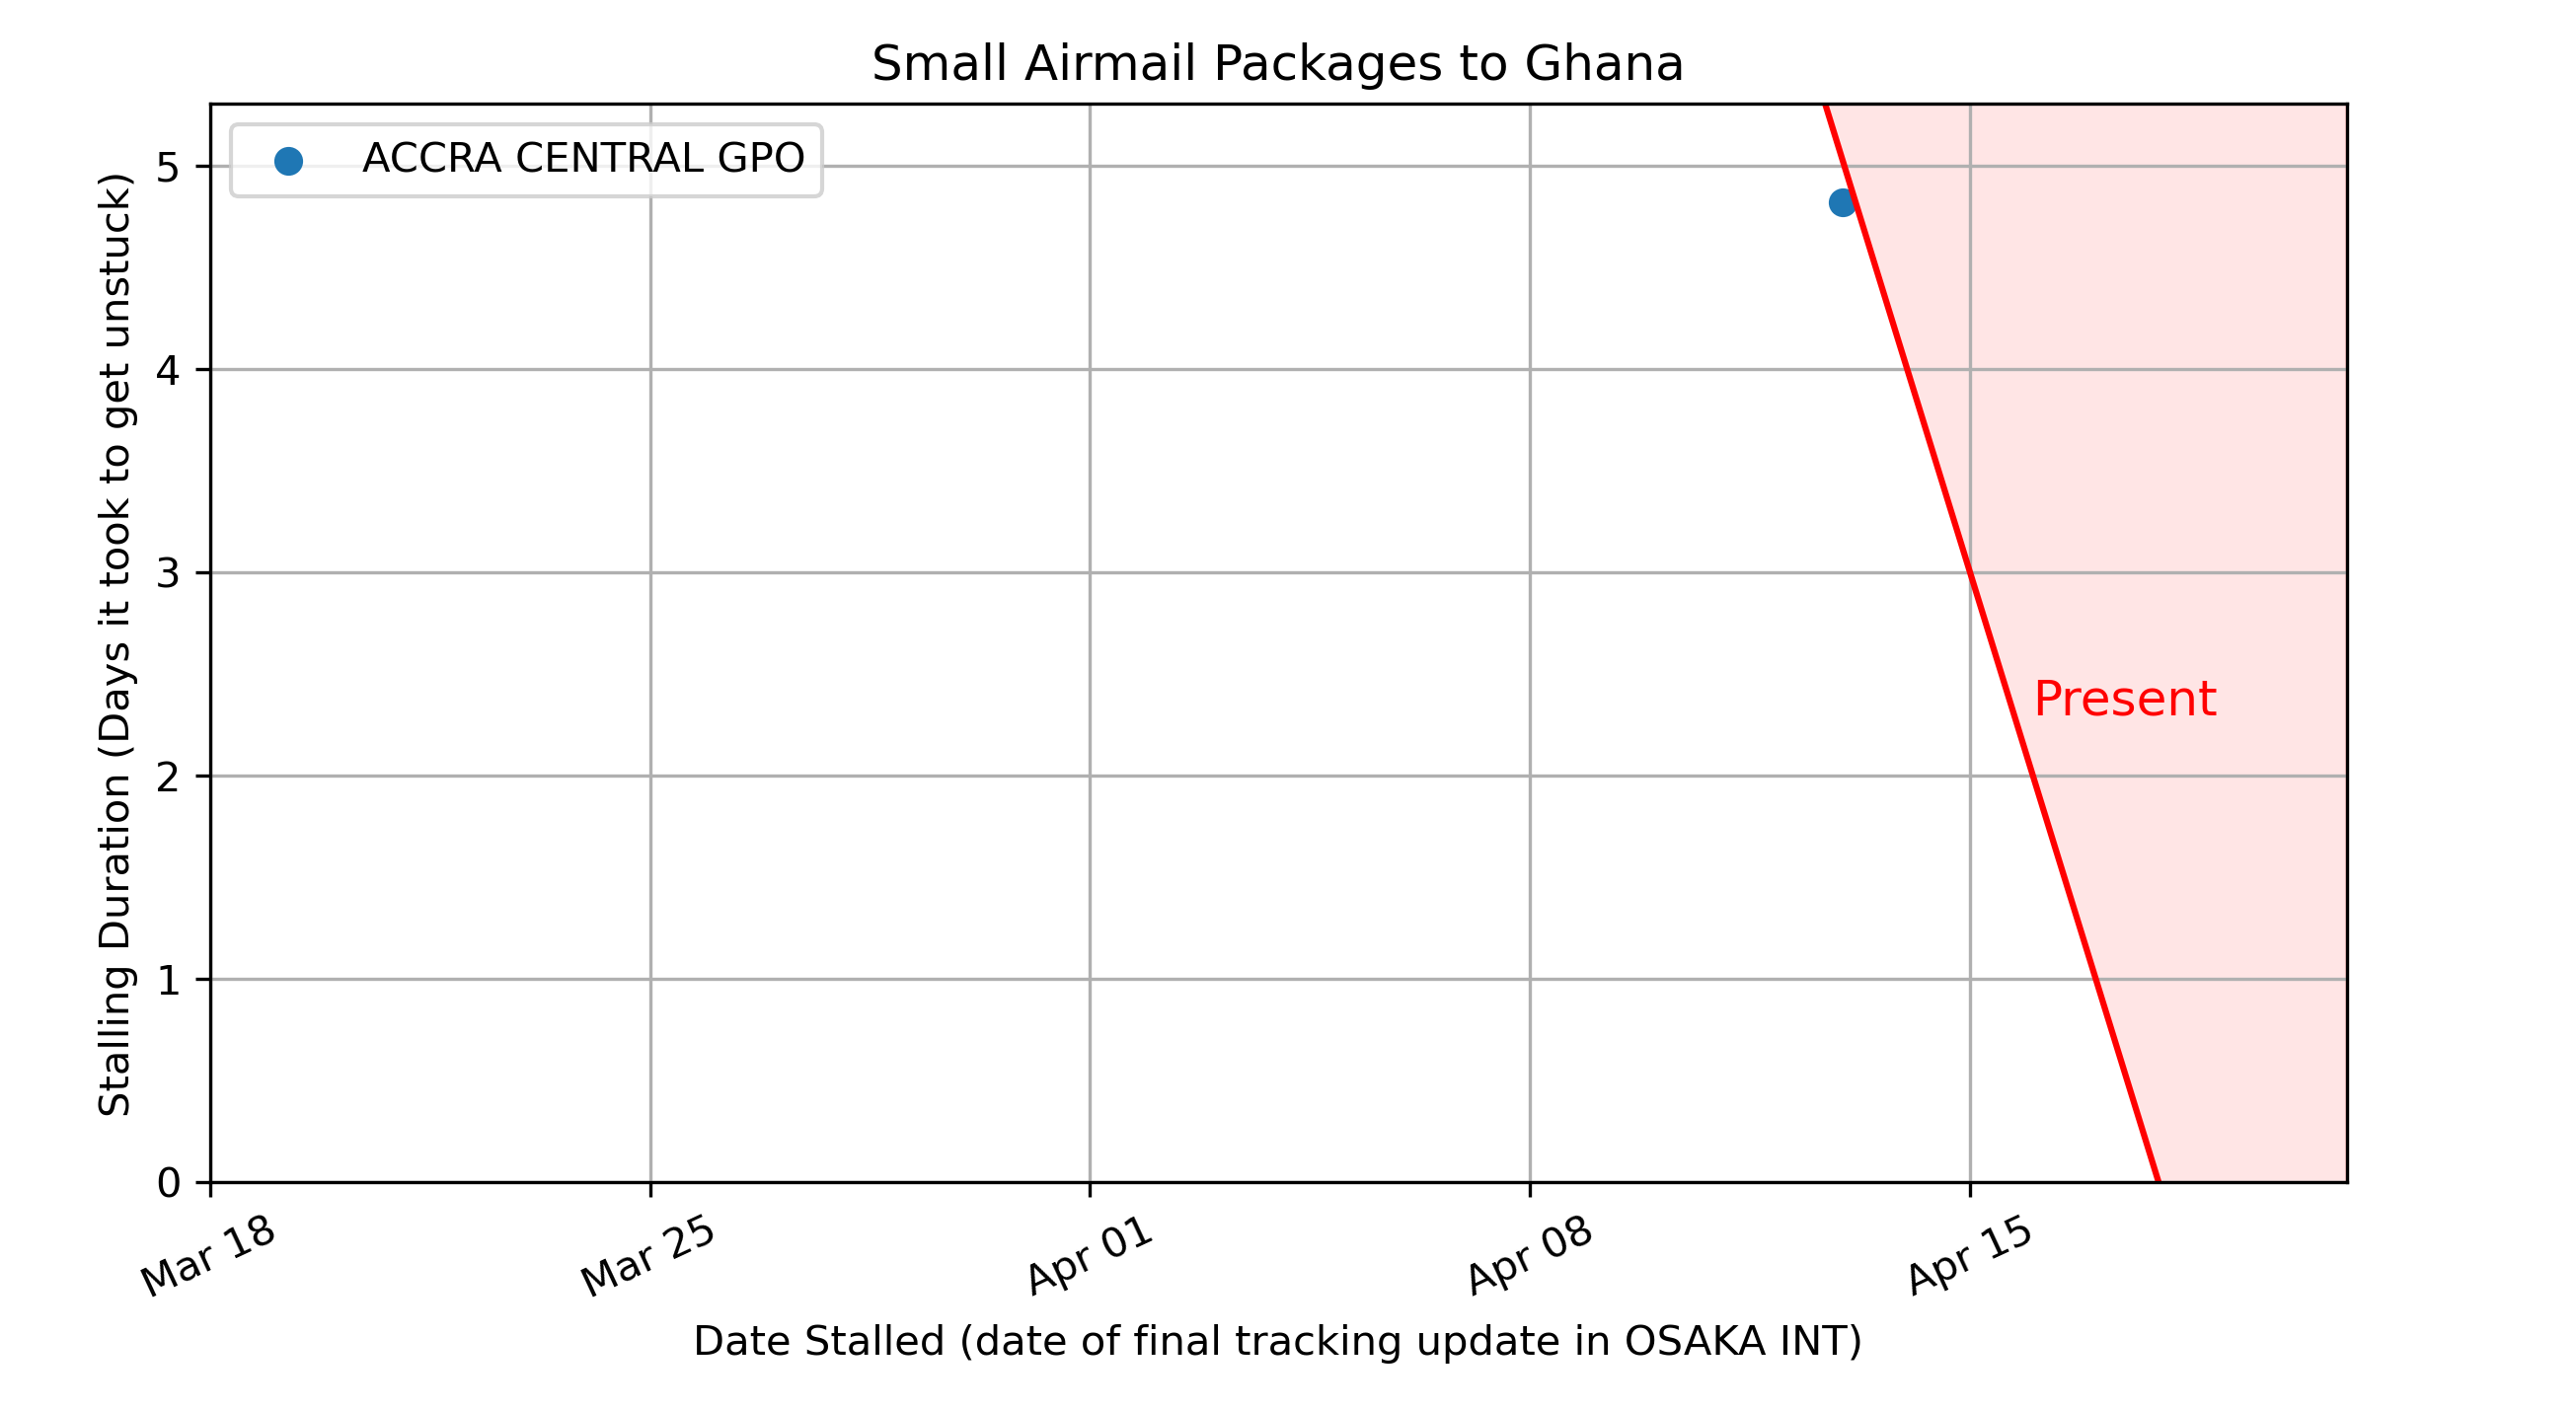 Small Airmail Packages to Ghana
ACCRA CENTRAL GPO
Stalling Duration (Days it took to get unstuck)
5
4
3
2
1
0
Present
Mar 18
Mar 25
Apr 01
Apr 08
Apr 15
Date Stalled (date of final tracking update in OSAKA INT)